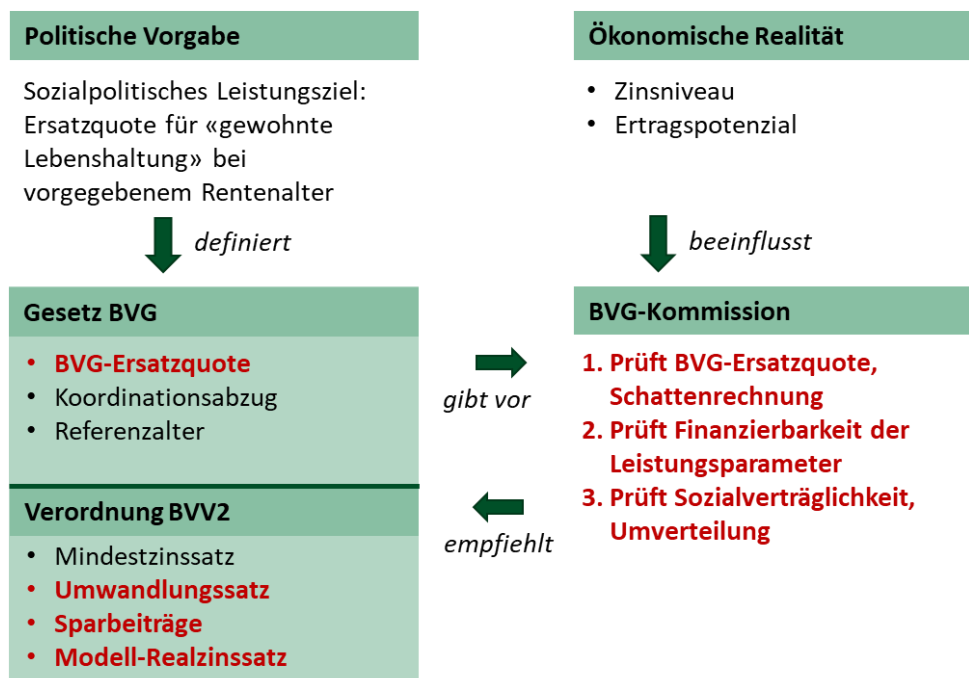 Politische Vorgabe
Sozialpolitisches Leistungsziel:
Ersatzquote für «gewohnte
Lebenshaltung» bei
vorgegebenem Rentenalter
definiert
Ökonomische Realität
• Zinsniveau
• Ertragspotenzial
beeinflusst
Gesetz BVG
• BVG-Ersatzquote
• Koordinationsabzug
• Referenzalter
gibt vor
BVG-Kommission
1. Prüft BVG-Ersatzquote,
Schattenrechnung
2. Prüft Finanzierbarkeit der
Leistungsparameter
3. Prüft Sozialverträglichkeit,
Umverteilung
empfiehlt
Verordnung BVV2
• Mindestzinssatz
• Umwandlungssatz
• Sparbeiträge
• Modell-Realzinssatz